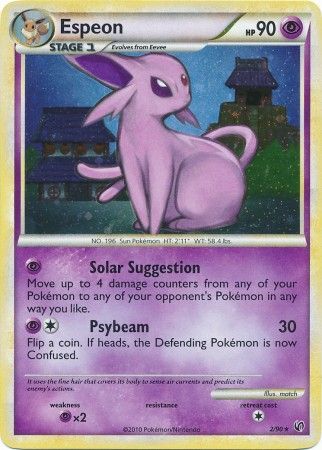 Espeon
HP 90
STAGE 1
Evolves from Eevee
NO. 196 Sun Pokémon HT: 2'11" WT: 58.4 lbs.
Solar Suggestion
Move up to 4 damage counters from any of your
Pokémon to any of your opponent's Pokémon in any
way you like.
Psybeam 30
Flip a coin. If heads, the Defending Pokémon is now
Confused.
It uses the fine hair that covers its body to sense air currents and predict its
enemy's actions.
Illus. match
weakness resistance retreat cost
×2
©2010 Pokémon/Nintendo
2/90★